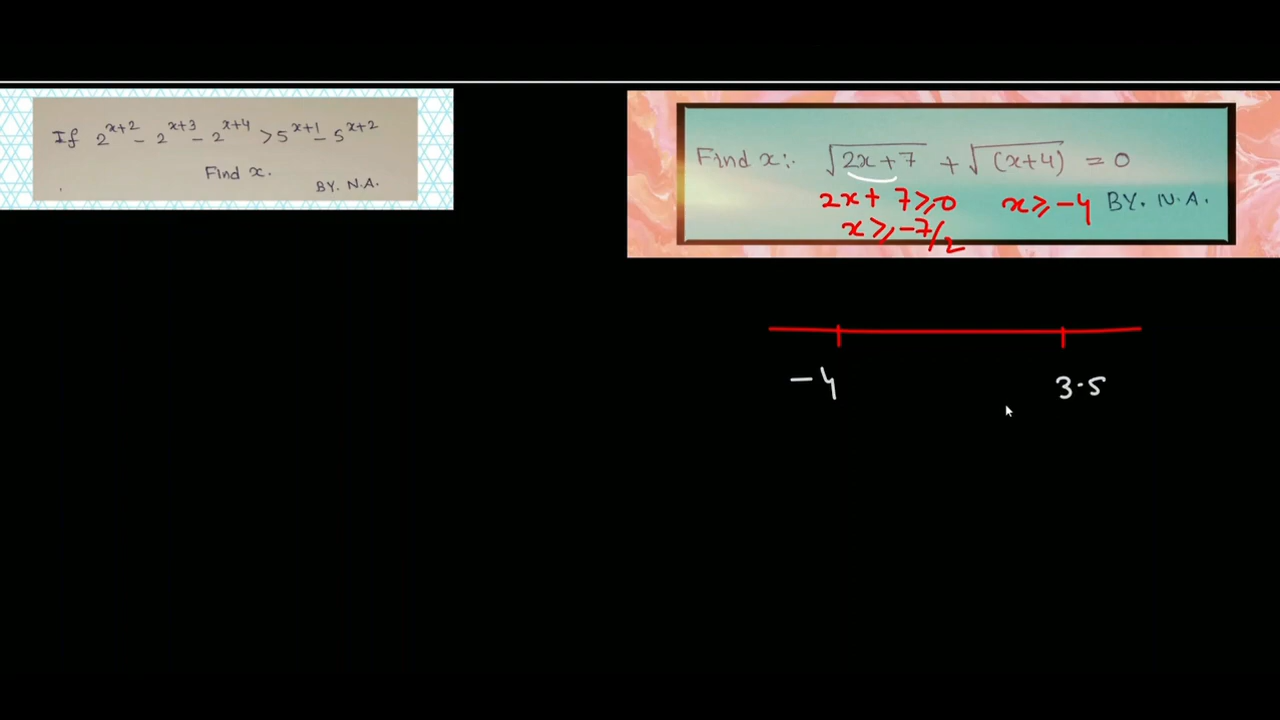 If 2^{x+2} - 2^{x+3} - 2^{x+4} > 5^{x+1} - 5^{x+2}
Find x.
BY. N.A.
Find x:. √(2x+7) + √((x+4)) = 0
2x + 7 ≥ 0 x ≥ -4 BY. N.A.
x ≥ -7/2
-4 3.5